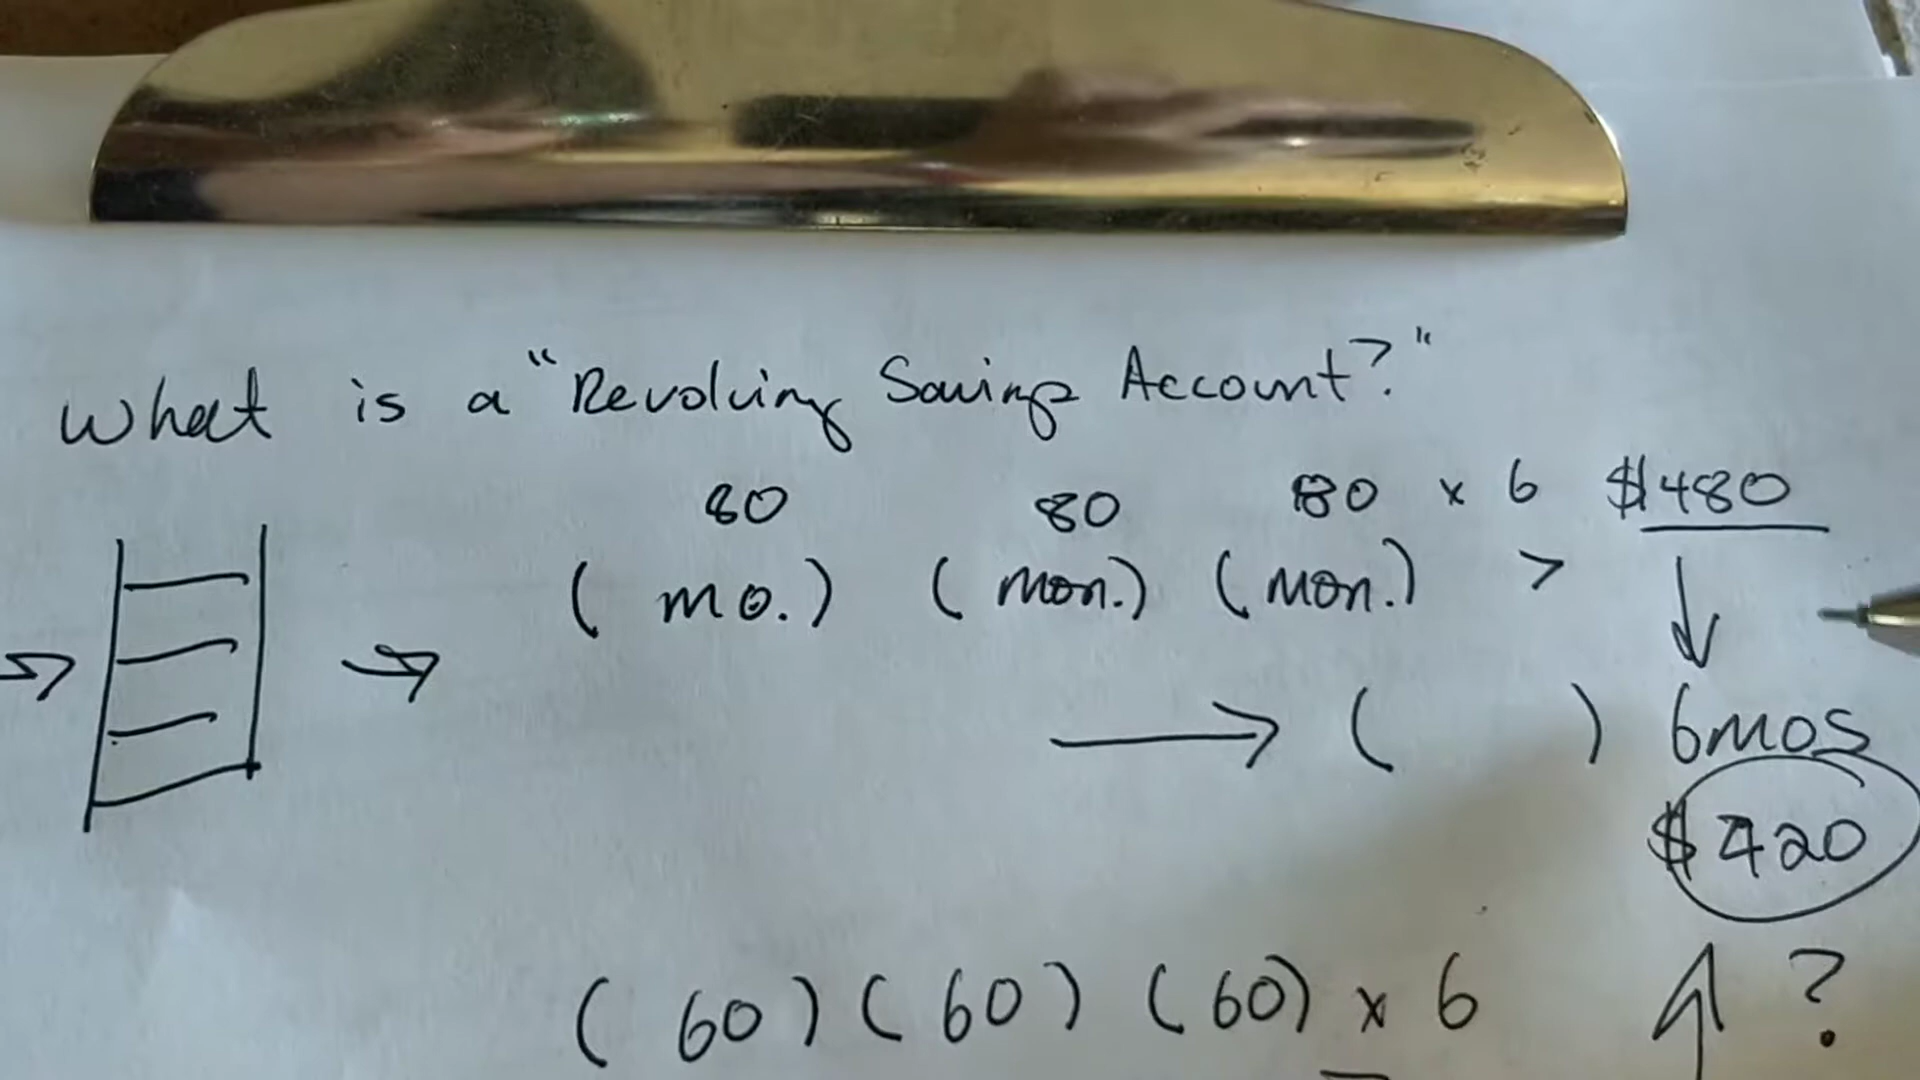 What is a "Revolving Savings Account?"
80 80 80 x 6 $480
(mo.) (mon.) (mon.) >
→ → → ( ) 6mos
$420
(60) (60) (60) x 6 ?